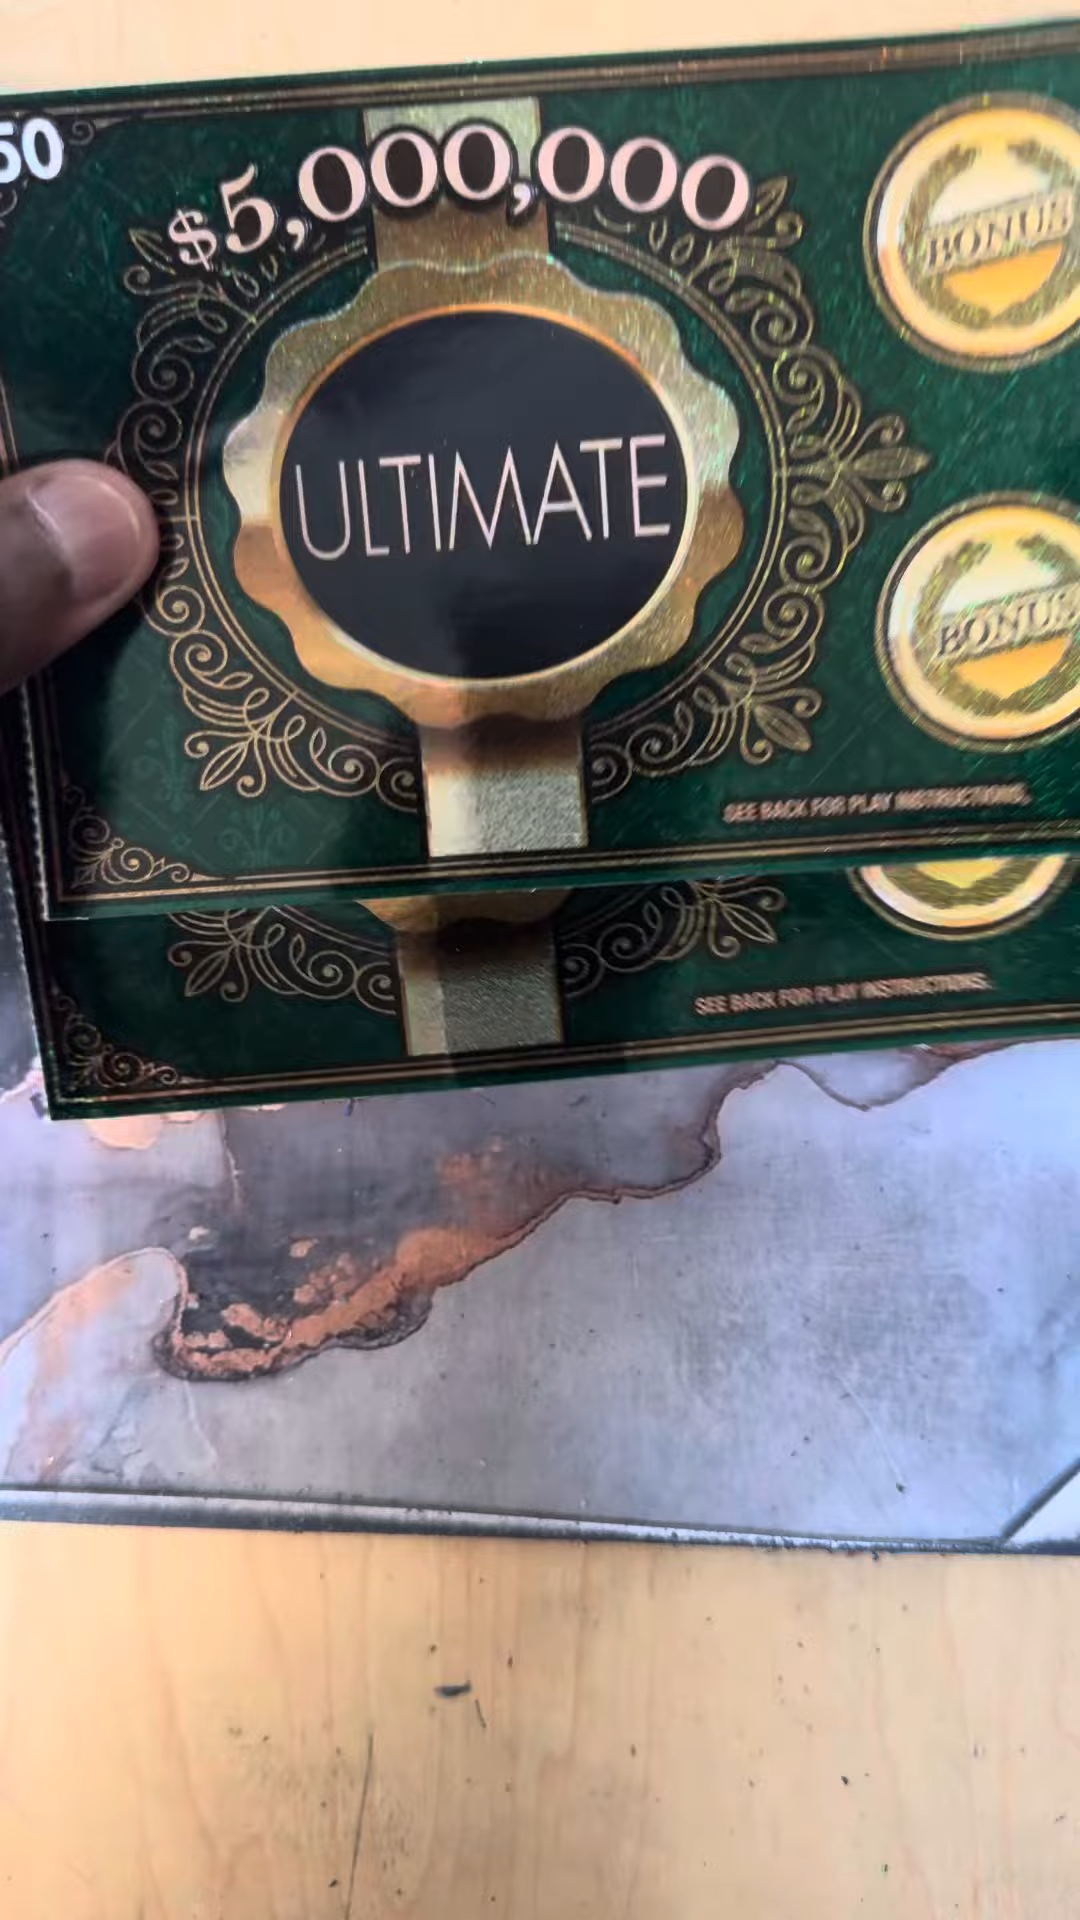 50
$5,000,000
BONUS
ULTIMATE
BONUS
SEE BACK FOR PLAY INSTRUCTIONS.
SEE BACK FOR PLAY INSTRUCTIONS.